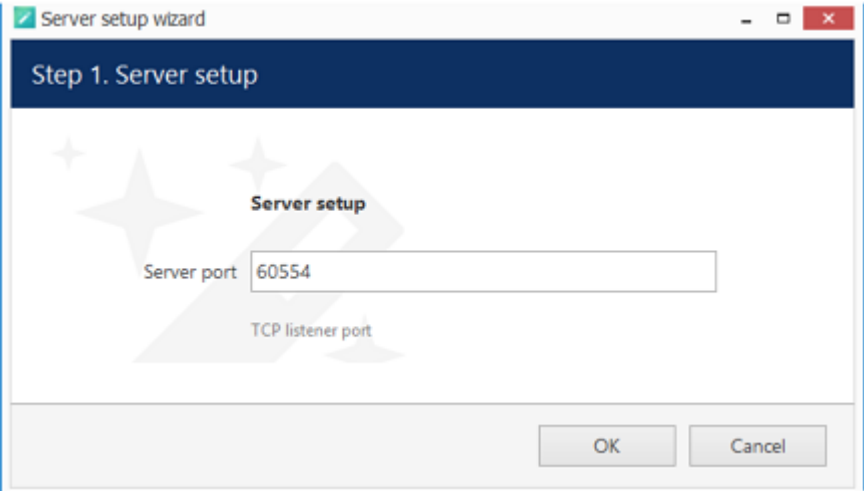 Server setup wizard
Step 1. Server setup
Server setup
Server port 60554
TCP listener port
OK Cancel